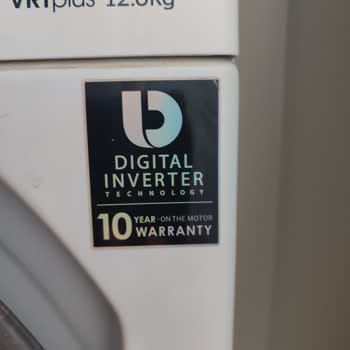 VRTplus 12.0Kg
DIGITAL
INVERTER
TECHNOLOGY
10 YEAR - ON THE MOTOR
WARRANTY